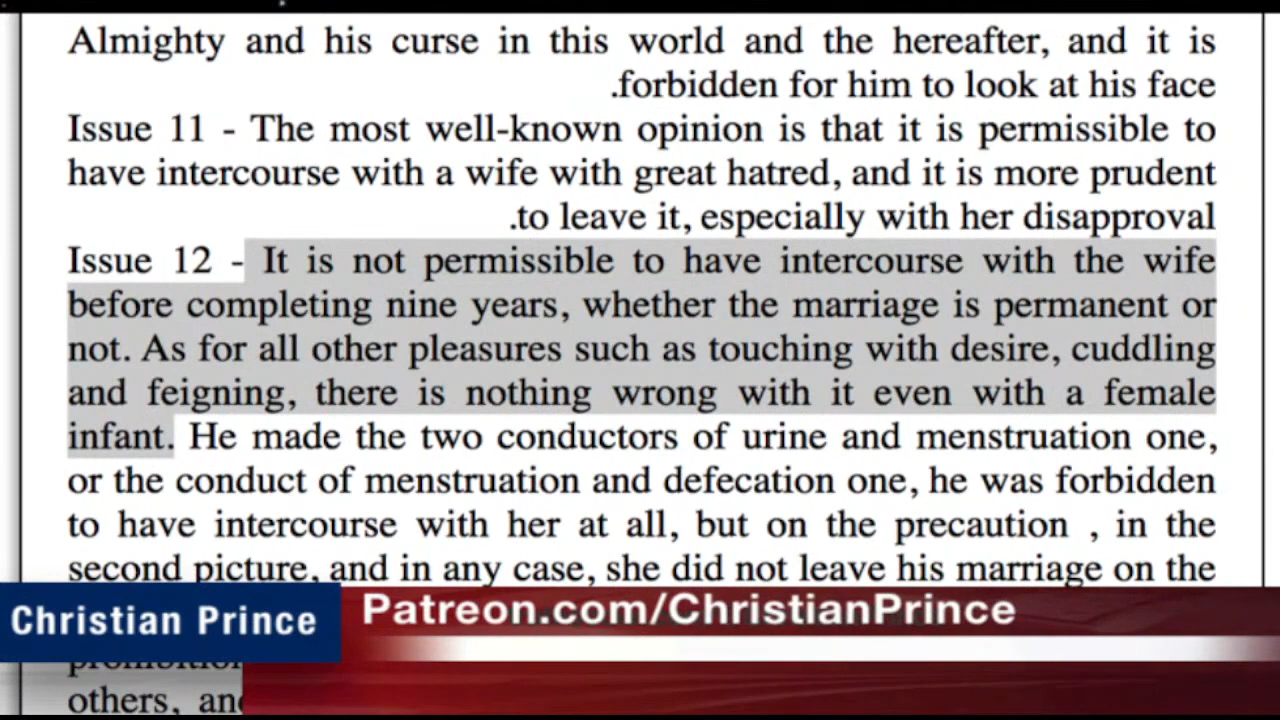 Almighty and his curse in this world and the hereafter, and it is
.forbidden for him to look at his face
Issue 11 - The most well-known opinion is that it is permissible to
have intercourse with a wife with great hatred, and it is more prudent
.to leave it, especially with her disapproval
Issue 12 - It is not permissible to have intercourse with the wife
before completing nine years, whether the marriage is permanent or
not. As for all other pleasures such as touching with desire, cuddling
and feigning, there is nothing wrong with it even with a female
infant. He made the two conductors of urine and menstruation one,
or the conduct of menstruation and defecation one, he was forbidden
to have intercourse with her at all, but on the precaution , in the
second picture, and in any case, she did not leave his marriage on the
Christian Prince
Patreon.com/ChristianPrince
others,